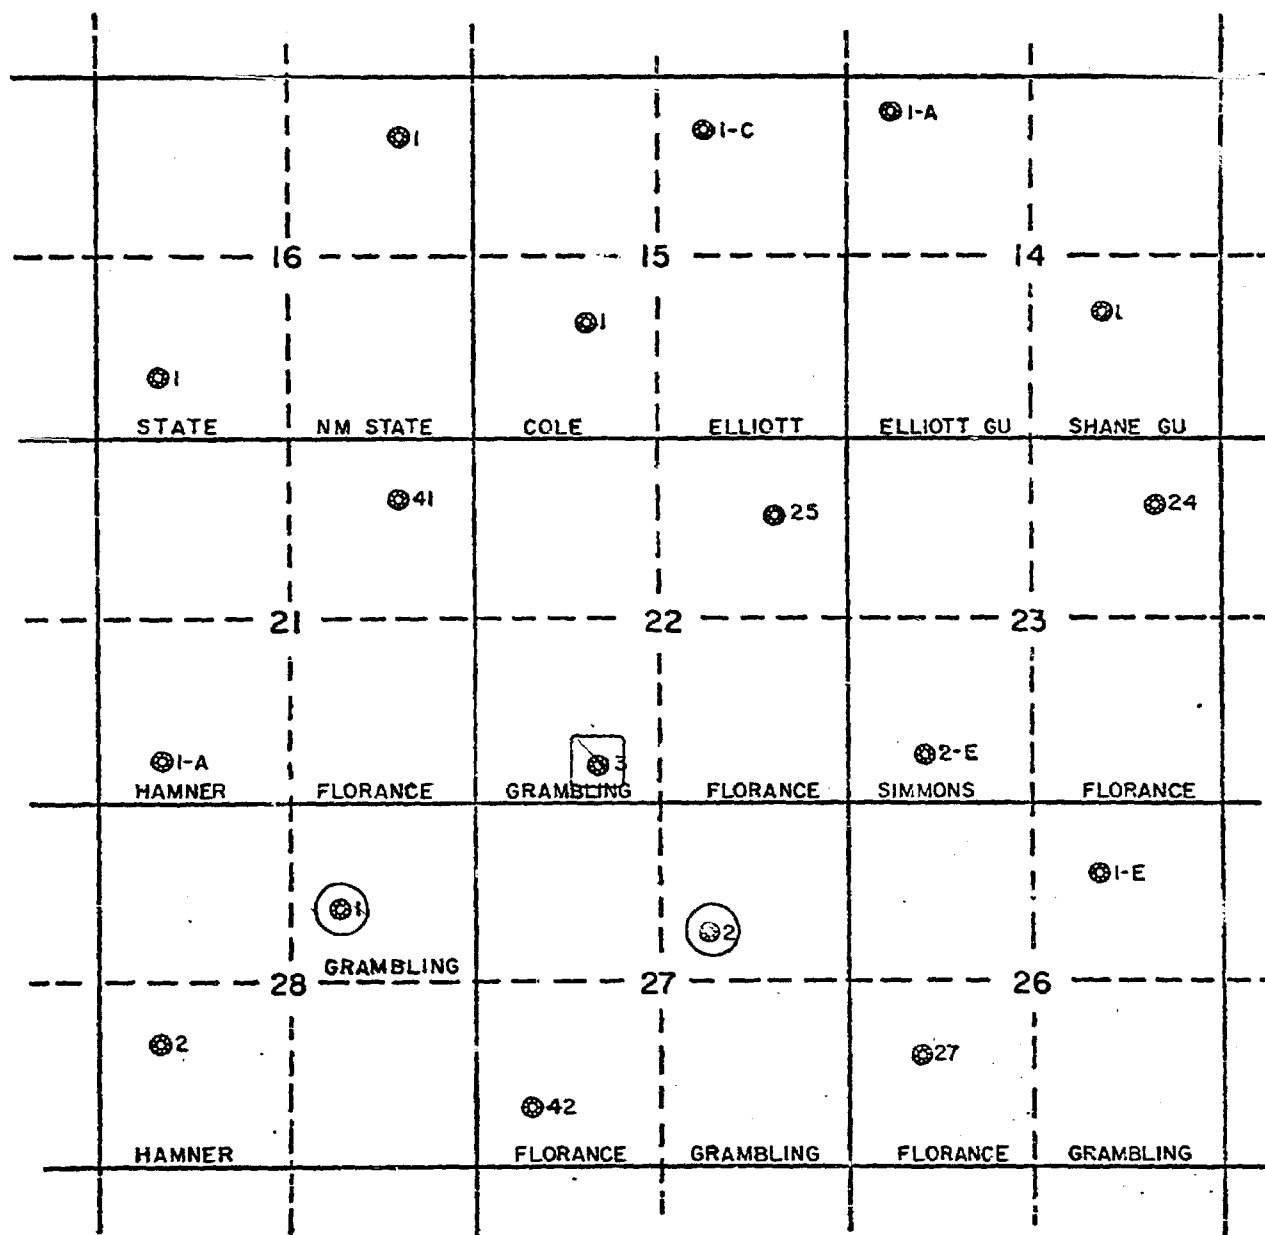 1-A
1-C
1
16
15
14
1
1
1
STATE
NM STATE
COLE
ELLIOTT
ELLIOTT GU
SHANE GU
41
25
24
21
22
23
1-A
3
2-E
HAMNER
FLORANCE
GRAMBLING
FLORANCE
SIMMONS
FLORANCE
1-E
1
2
GRAMBLING
28
27
26
2
27
42
HAMNER
FLORANCE
GRAMBLING
FLORANCE
GRAMBLING